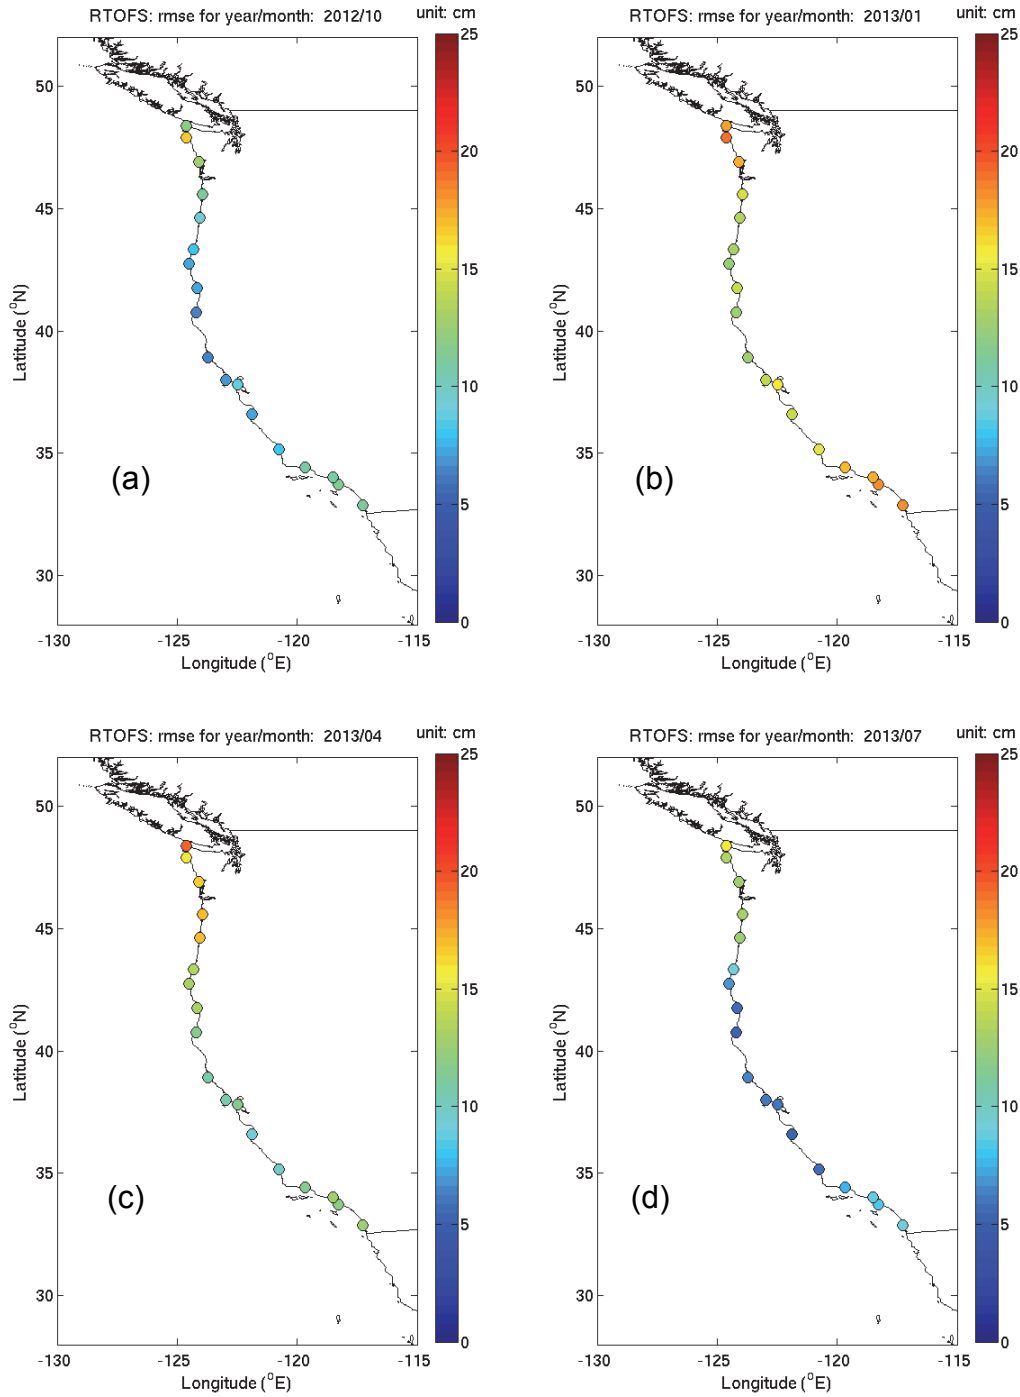 RTOFS: rmse for year/month: 2012/10 unit: cm
25
20
15
10
5
0
50
45
40
35
30
Latitude (°N)
(a)
-130 -125 -120 -115
Longitude (°E)
RTOFS: rmse for year/month: 2013/01 unit: cm
25
20
15
10
5
0
50
45
40
35
30
Latitude (°N)
(b)
-130 -125 -120 -115
Longitude (°E)
RTOFS: rmse for year/month: 2013/04 unit: cm
25
20
15
10
5
0
50
45
40
35
30
Latitude (°N)
(c)
-130 -125 -120 -115
Longitude (°E)
RTOFS: rmse for year/month: 2013/07 unit: cm
25
20
15
10
5
0
50
45
40
35
30
Latitude (°N)
(d)
-130 -125 -120 -115
Longitude (°E)